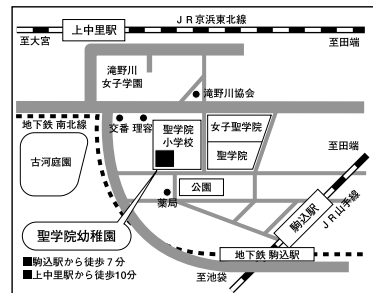 JR京浜東北線
上中里駅
至大宮
至田端
滝野川
女子学園
滝野川協会
地下鉄 南北線
交番
理容
聖学院
小学校
女子聖学院
聖学院
古河庭園
至田端
公園
薬局
駒込駅
JR山手線
聖学院幼稚園
地下鉄 駒込駅
■駒込駅から徒歩7分
■上中里駅から徒歩10分
至池袋